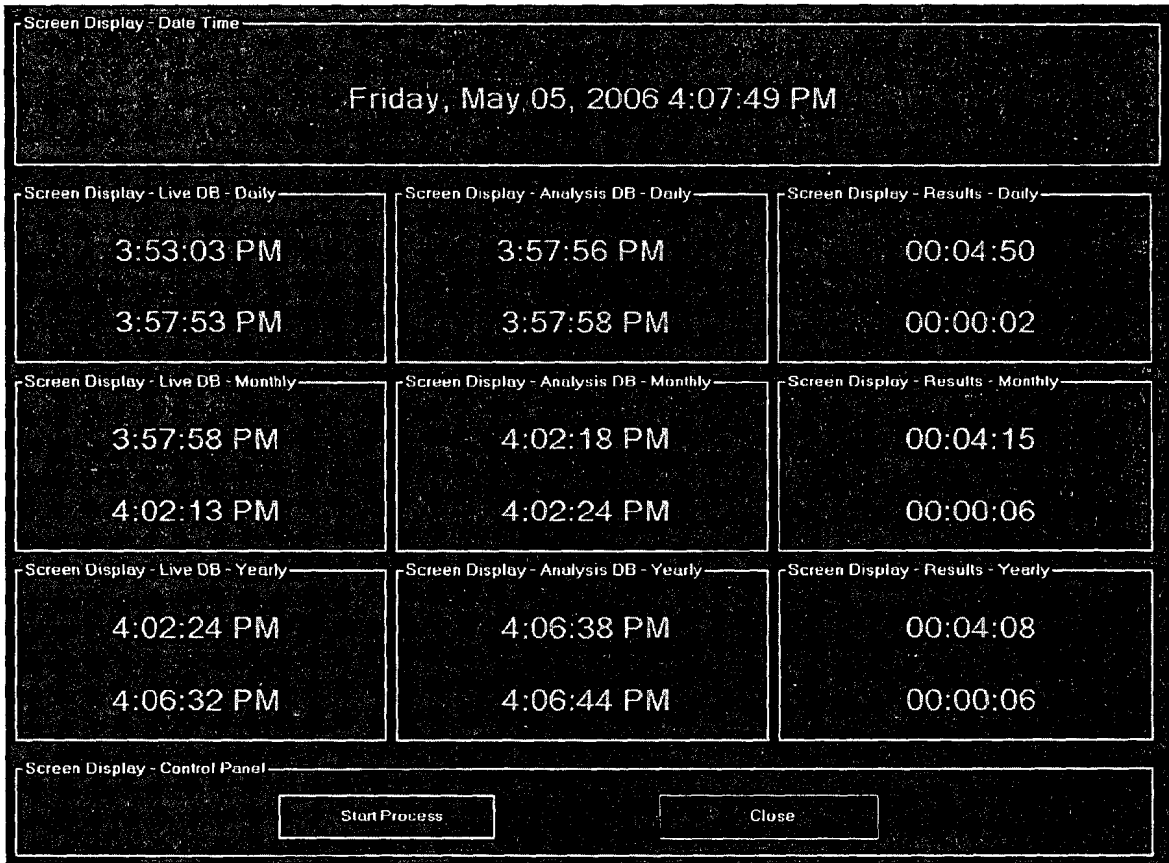 Screen Display - Date Time
Friday, May 05, 2006 4:07:49 PM
Screen Display - Live DB - Daily
3:53:03 PM
3:57:53 PM
Screen Display - Analysis DB - Daily
3:57:56 PM
3:57:58 PM
Screen Display - Results - Daily
00:04:50
00:00:02
Screen Display - Live DB - Monthly
3:57:58 PM
4:02:13 PM
Screen Display - Analysis DB - Monthly
4:02:18 PM
4:02:24 PM
Screen Display - Results - Monthly
00:04:15
00:00:06
Screen Display - Live DB - Yearly
4:02:24 PM
4:06:32 PM
Screen Display - Analysis DB - Yearly
4:06:38 PM
4:06:44 PM
Screen Display - Results - Yearly
00:04:08
00:00:06
Screen Display - Control Panel
Start Process
Close